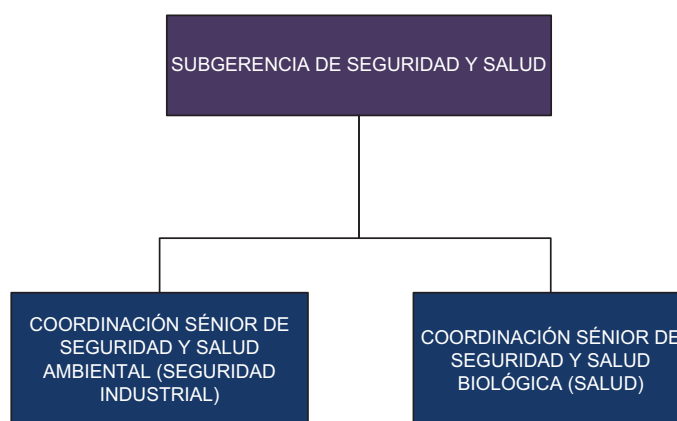 SUBGERENCIA DE SEGURIDAD Y SALUD
COORDINACIÓN SÉNIOR DE
SEGURIDAD Y SALUD
AMBIENTAL (SEGURIDAD
INDUSTRIAL)
COORDINACIÓN SÉNIOR DE
SEGURIDAD Y SALUD
BIOLÓGICA (SALUD)